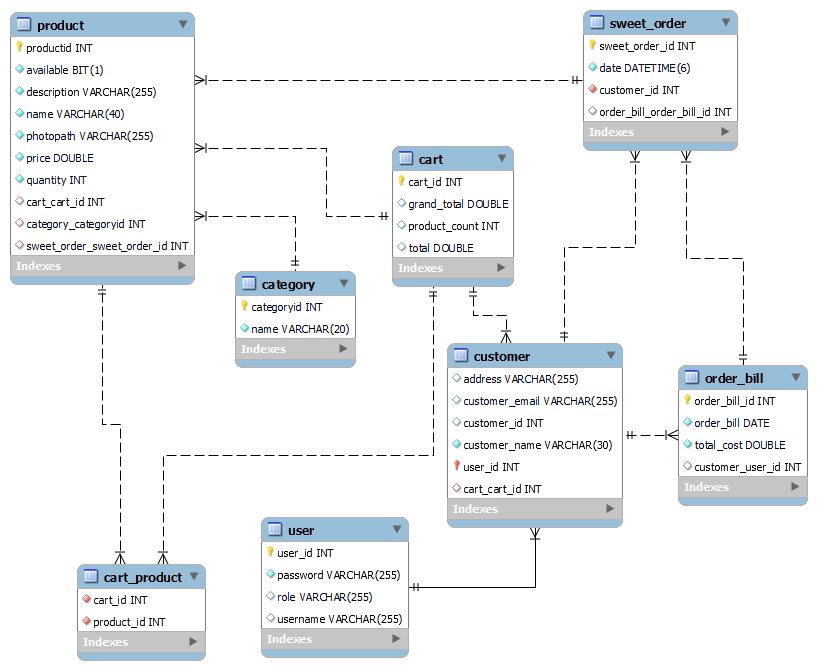 product
productid INT
available BIT(1)
description VARCHAR(255)
name VARCHAR(40)
photopath VARCHAR(255)
price DOUBLE
quantity INT
cart_cart_id INT
category_categoryid INT
sweet_order_sweet_order_id INT
Indexes
sweet_order
sweet_order_id INT
date DATETIME(6)
customer_id INT
order_bill_order_bill_id INT
Indexes
cart
cart_id INT
grand_total DOUBLE
product_count INT
total DOUBLE
Indexes
category
categoryid INT
name VARCHAR(20)
Indexes
customer
address VARCHAR(255)
customer_email VARCHAR(255)
customer_id INT
customer_name VARCHAR(30)
user_id INT
cart_cart_id INT
Indexes
order_bill
order_bill_id INT
order_bill DATE
total_cost DOUBLE
customer_user_id INT
Indexes
user
user_id INT
password VARCHAR(255)
role VARCHAR(255)
username VARCHAR(255)
Indexes
cart_product
cart_id INT
product_id INT
Indexes